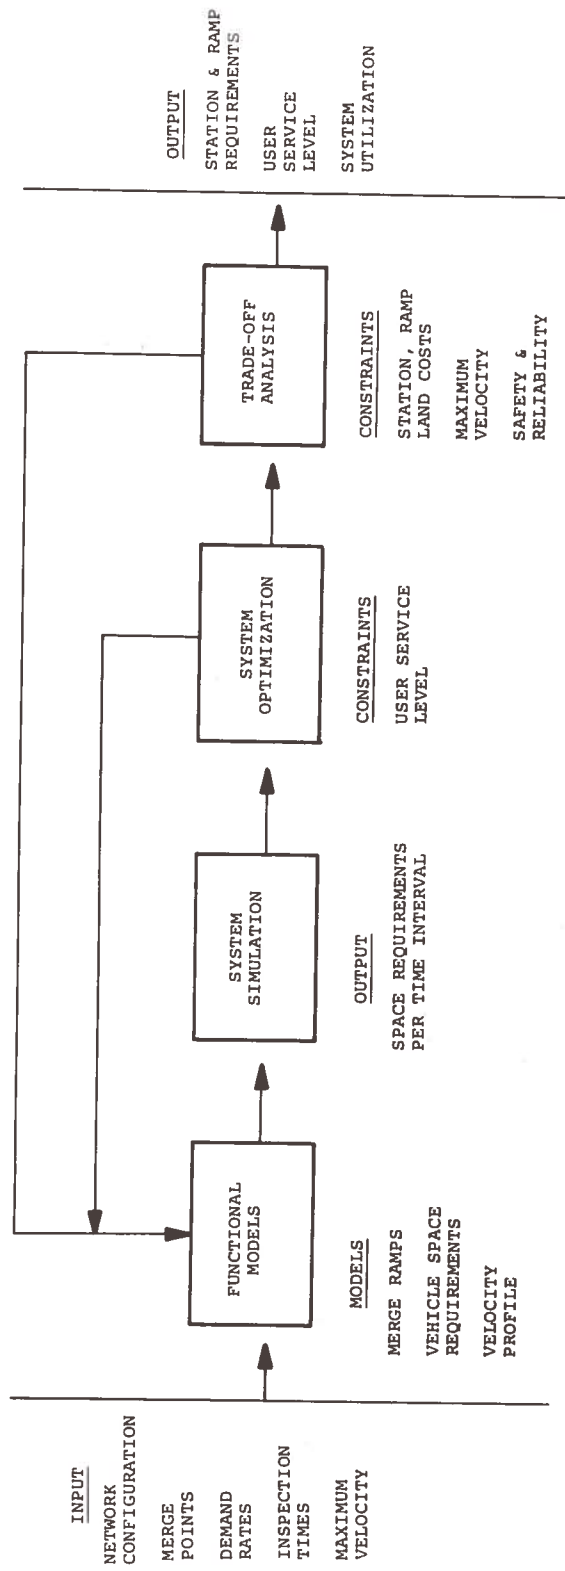 INPUT
NETWORK
CONFIGURATION
MERGE
POINTS
DEMAND
RATES
INSPECTION
TIMES
MAXIMUM
VELOCITY
FUNCTIONAL
MODELS
MODELS
MERGE RAMPS
VEHICLE SPACE
REQUIREMENTS
VELOCITY
PROFILE
SYSTEM
SIMULATION
OUTPUT
SPACE REQUIREMENTS
PER TIME INTERVAL
SYSTEM
OPTIMIZATION
CONSTRAINTS
USER SERVICE
LEVEL
TRADE-OFF
ANALYSIS
CONSTRAINTS
STATION, RAMP
LAND COSTS
MAXIMUM
VELOCITY
SAFETY &
RELIABILITY
OUTPUT
STATION & RAMP
REQUIREMENTS
USER
SERVICE
LEVEL
SYSTEM
UTILIZATION